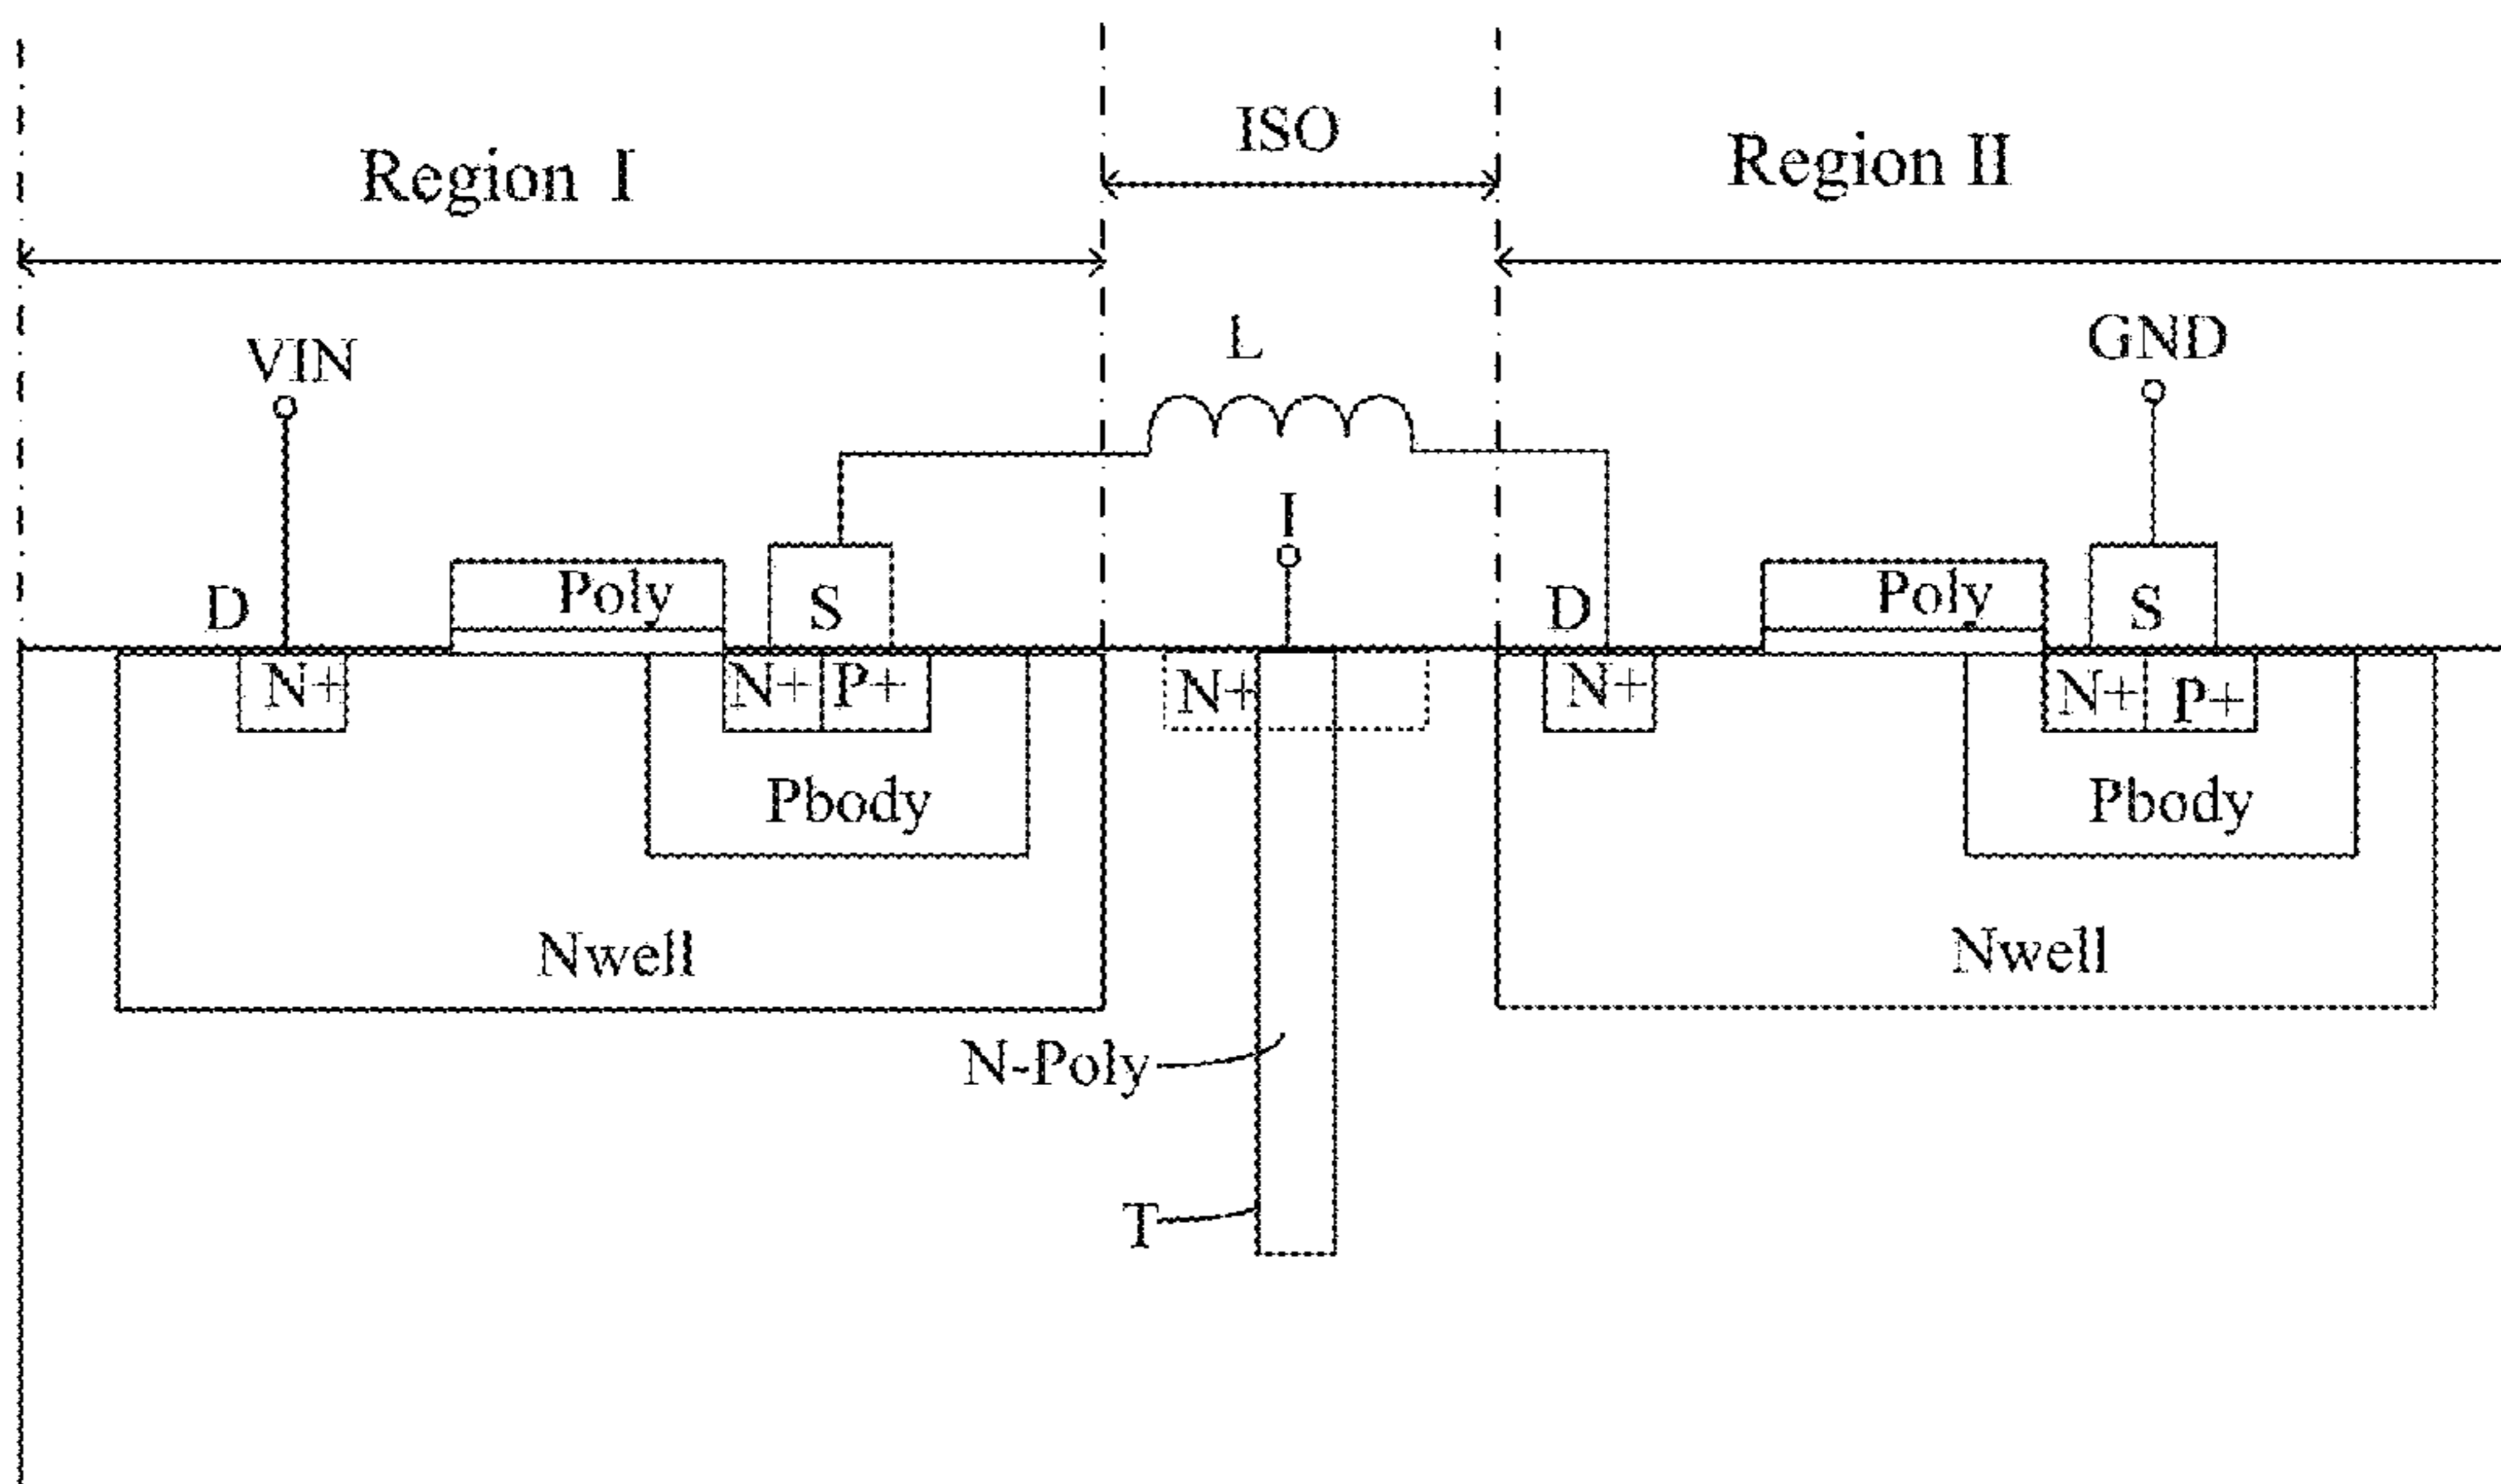 ISO
Region I
Region II
VIN
L
GND
I
D
Poly
S
D
Poly
S
N+
N+
P+
N+
N+
N+
P+
Pbody
Pbody
Nwell
Nwell
N-Poly
T